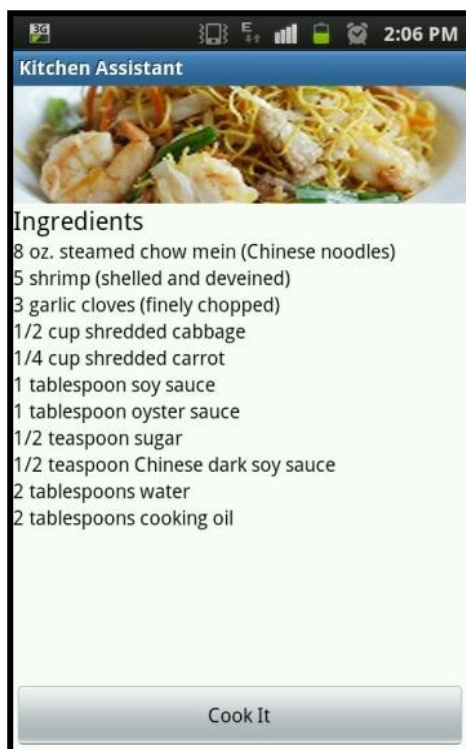 3G
E
2:06 PM
Kitchen Assistant
Ingredients
8 oz. steamed chow mein (Chinese noodles)
5 shrimp (shelled and deveined)
3 garlic cloves (finely chopped)
1/2 cup shredded cabbage
1/4 cup shredded carrot
1 tablespoon soy sauce
1 tablespoon oyster sauce
1/2 teaspoon sugar
1/2 teaspoon Chinese dark soy sauce
2 tablespoons water
2 tablespoons cooking oil
Cook It